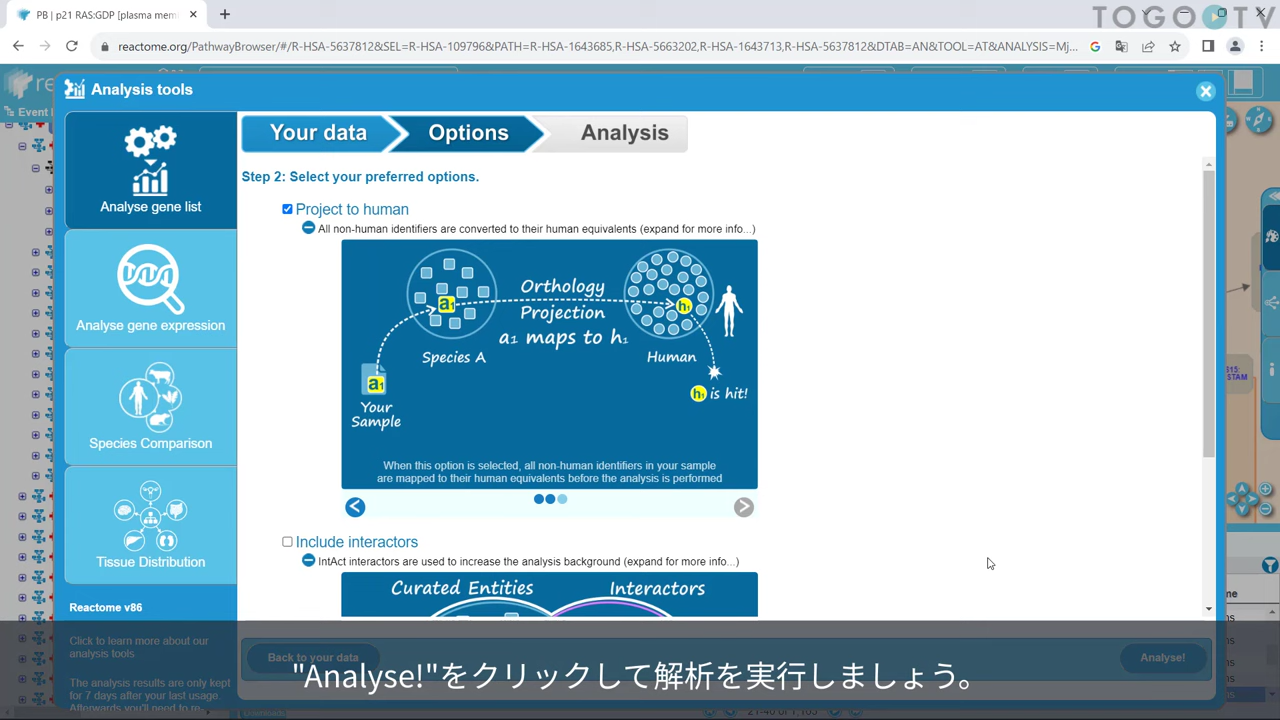 PB | p21 RAS:GDP [plasma mem
TOGO TV
reactome.org/PathwayBrowser/#/R-HSA-5637812&SEL=R-HSA-109796&PATH=R-HSA-1643685,R-HSA-5663202,R-HSA-1643713,R-HSA-5637812&DTAB=AN&TOOL=AT&ANALYSIS=Mj...
Analysis tools
Event
Your data
Options
Analysis
Analyse gene list
Analyse gene expression
Species Comparison
Tissue Distribution
Reactome v86
Click to learn more about our
analysis tools
The analysis results are only kept
for 7 days after your last usage
Step 2: Select your preferred options.
Project to human
All non-human identifiers are converted to their human equivalents (expand for more info...)
Orthology
Projection
a1 maps to h1
a1
h1
Species A
Human
a1
Your
Sample
h1 is hit!
When this option is selected, all non-human identifiers in your sample
are mapped to their human equivalents before the analysis is performed
Include interactors
IntAct interactors are used to increase the analysis background (expand for more info...)
Curated Entities
Interactors
Back to your data
Analyse!
"Analyse!"をクリックして解析を実行しましょう。